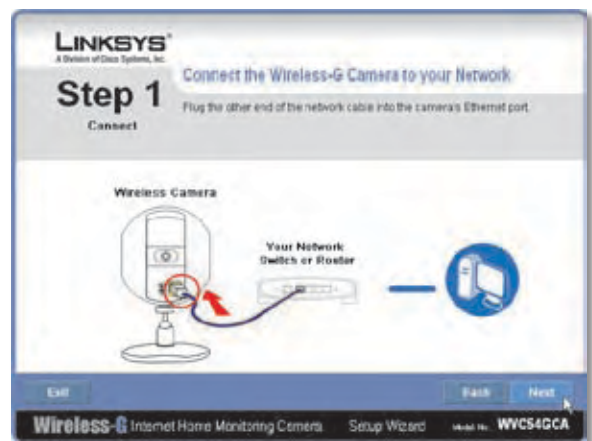 LINKSYS®
A Division of Cisco Systems, Inc.
Step 1
Connect
Connect the Wireless-G Camera to your Network
Plug the other end of the network cable into the camera's Ethernet port.
Wireless Camera
Your Network
Switch or Router
Exit
Back
Next
Wireless-G Internet Home Monitoring Camera Setup Wizard Model No. WVC54GCA